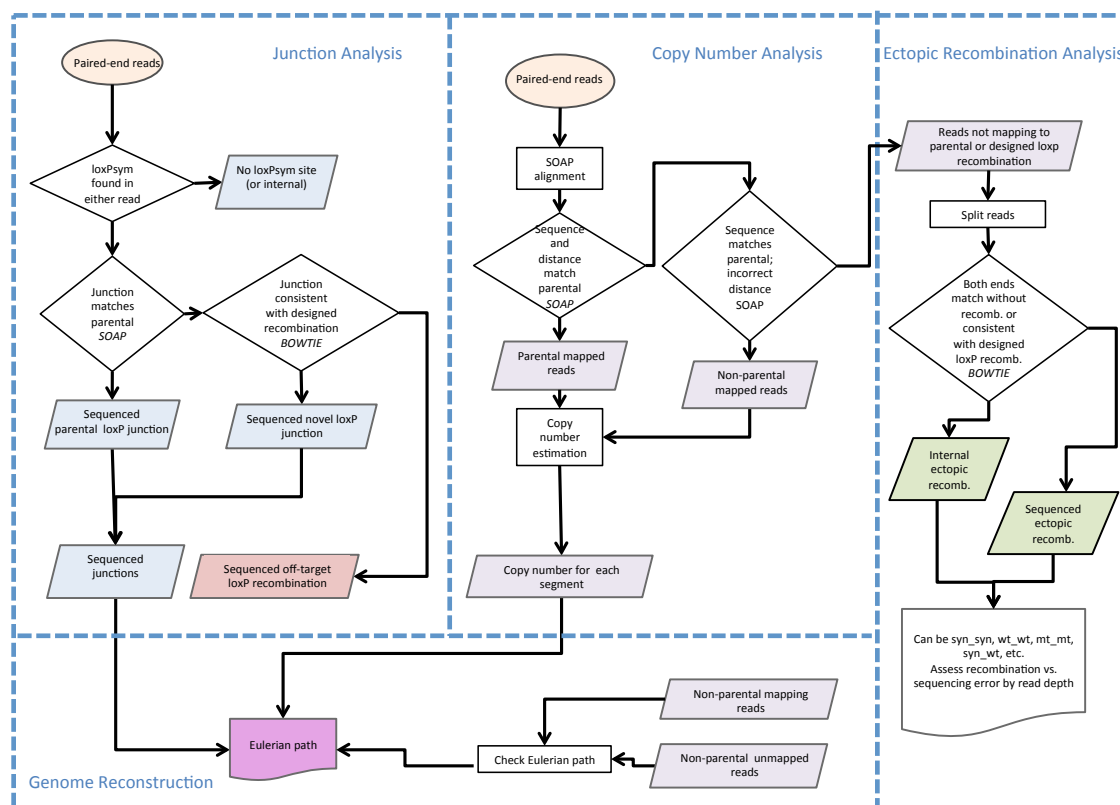 Junction Analysis
Paired-end reads
loxPsym
found in
either read
No loxPsym site
(or internal)
Junction
matches
parental
SOAP
Junction
consistent
with designed
recombination
BOWTIE
Sequenced
parental loxP junction
Sequenced novel loxP
junction
Sequenced
junctions
Sequenced off-target
loxP recombination
Copy Number Analysis
Paired-end reads
SOAP
alignment
Sequence
and
distance match
parental
SOAP
Sequence
matches
parental;
incorrect
distance
SOAP
Parental mapped
reads
Non-parental
mapped reads
Copy
number
estimation
Copy number for each
segment
Ectopic Recombination Analysis
Reads not mapping to
parental or designed loxp
recombination
Split reads
Both ends
match without
recomb. or
consistent
with designed
loxP recomb.
BOWTIE
Internal
ectopic
recomb.
Sequenced
ectopic
recomb.
Can be syn_syn, wt_wt, mt_mt,
syn_wt, etc.
Assess recombination vs.
sequencing error by read depth
Eulerian path
Non-parental mapping
reads
Check Eulerian path
Non-parental unmapped
reads
Genome Reconstruction